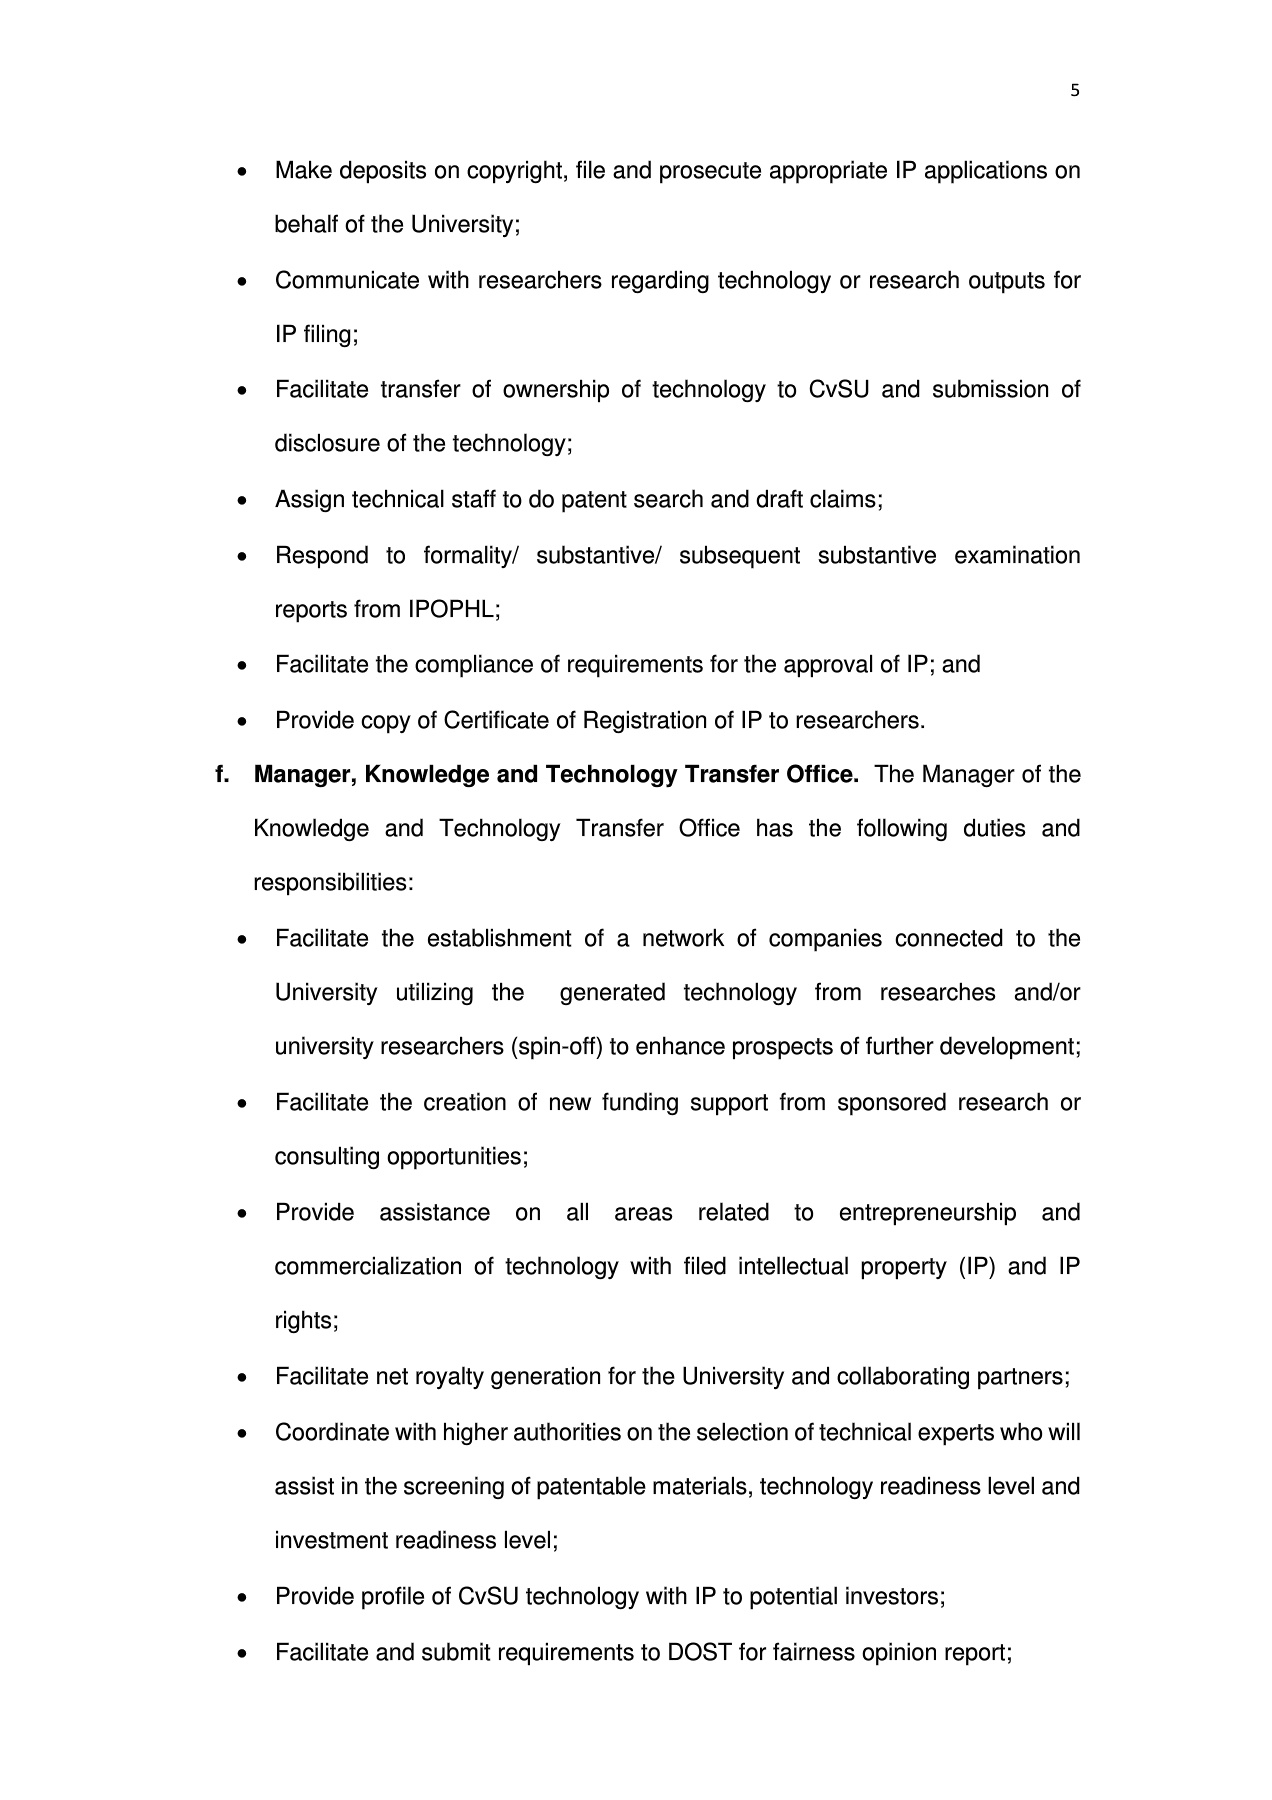 5
• Make deposits on copyright, file and prosecute appropriate IP applications on
behalf of the University;
• Communicate with researchers regarding technology or research outputs for
IP filing;
• Facilitate transfer of ownership of technology to CvSU and submission of
disclosure of the technology;
• Assign technical staff to do patent search and draft claims;
• Respond to formality/ substantive/ subsequent substantive examination
reports from IPOPHL;
• Facilitate the compliance of requirements for the approval of IP; and
• Provide copy of Certificate of Registration of IP to researchers.
f. Manager, Knowledge and Technology Transfer Office. The Manager of the
Knowledge and Technology Transfer Office has the following duties and
responsibilities:
• Facilitate the establishment of a network of companies connected to the
University utilizing the generated technology from researches and/or
university researchers (spin-off) to enhance prospects of further development;
• Facilitate the creation of new funding support from sponsored research or
consulting opportunities;
• Provide assistance on all areas related to entrepreneurship and
commercialization of technology with filed intellectual property (IP) and IP
rights;
• Facilitate net royalty generation for the University and collaborating partners;
• Coordinate with higher authorities on the selection of technical experts who will
assist in the screening of patentable materials, technology readiness level and
investment readiness level;
• Provide profile of CvSU technology with IP to potential investors;
• Facilitate and submit requirements to DOST for fairness opinion report;